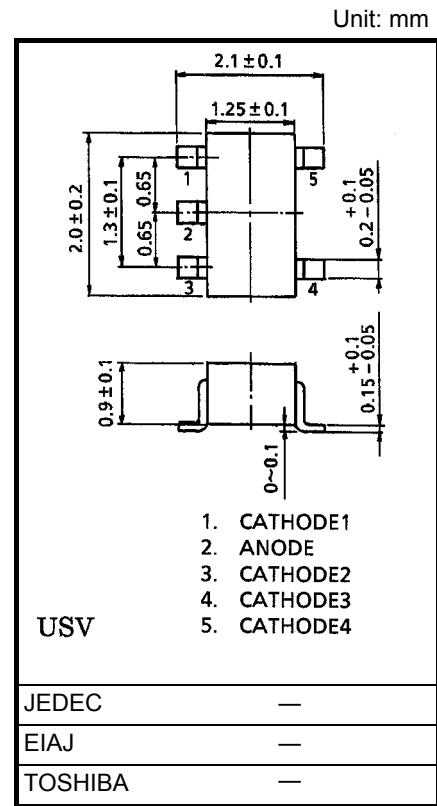 Unit: mm
2.1±0.1
1.25±0.1
2.0±0.2
1.3±0.1
0.65
0.65
1
2
3
5
4
+0.1
0.2−0.05
0.9±0.1
+0.1
0.15−0.05
0~0.1
1. CATHODE1
2. ANODE
3. CATHODE2
4. CATHODE3
5. CATHODE4
USV
JEDEC —
EIAJ —
TOSHIBA —